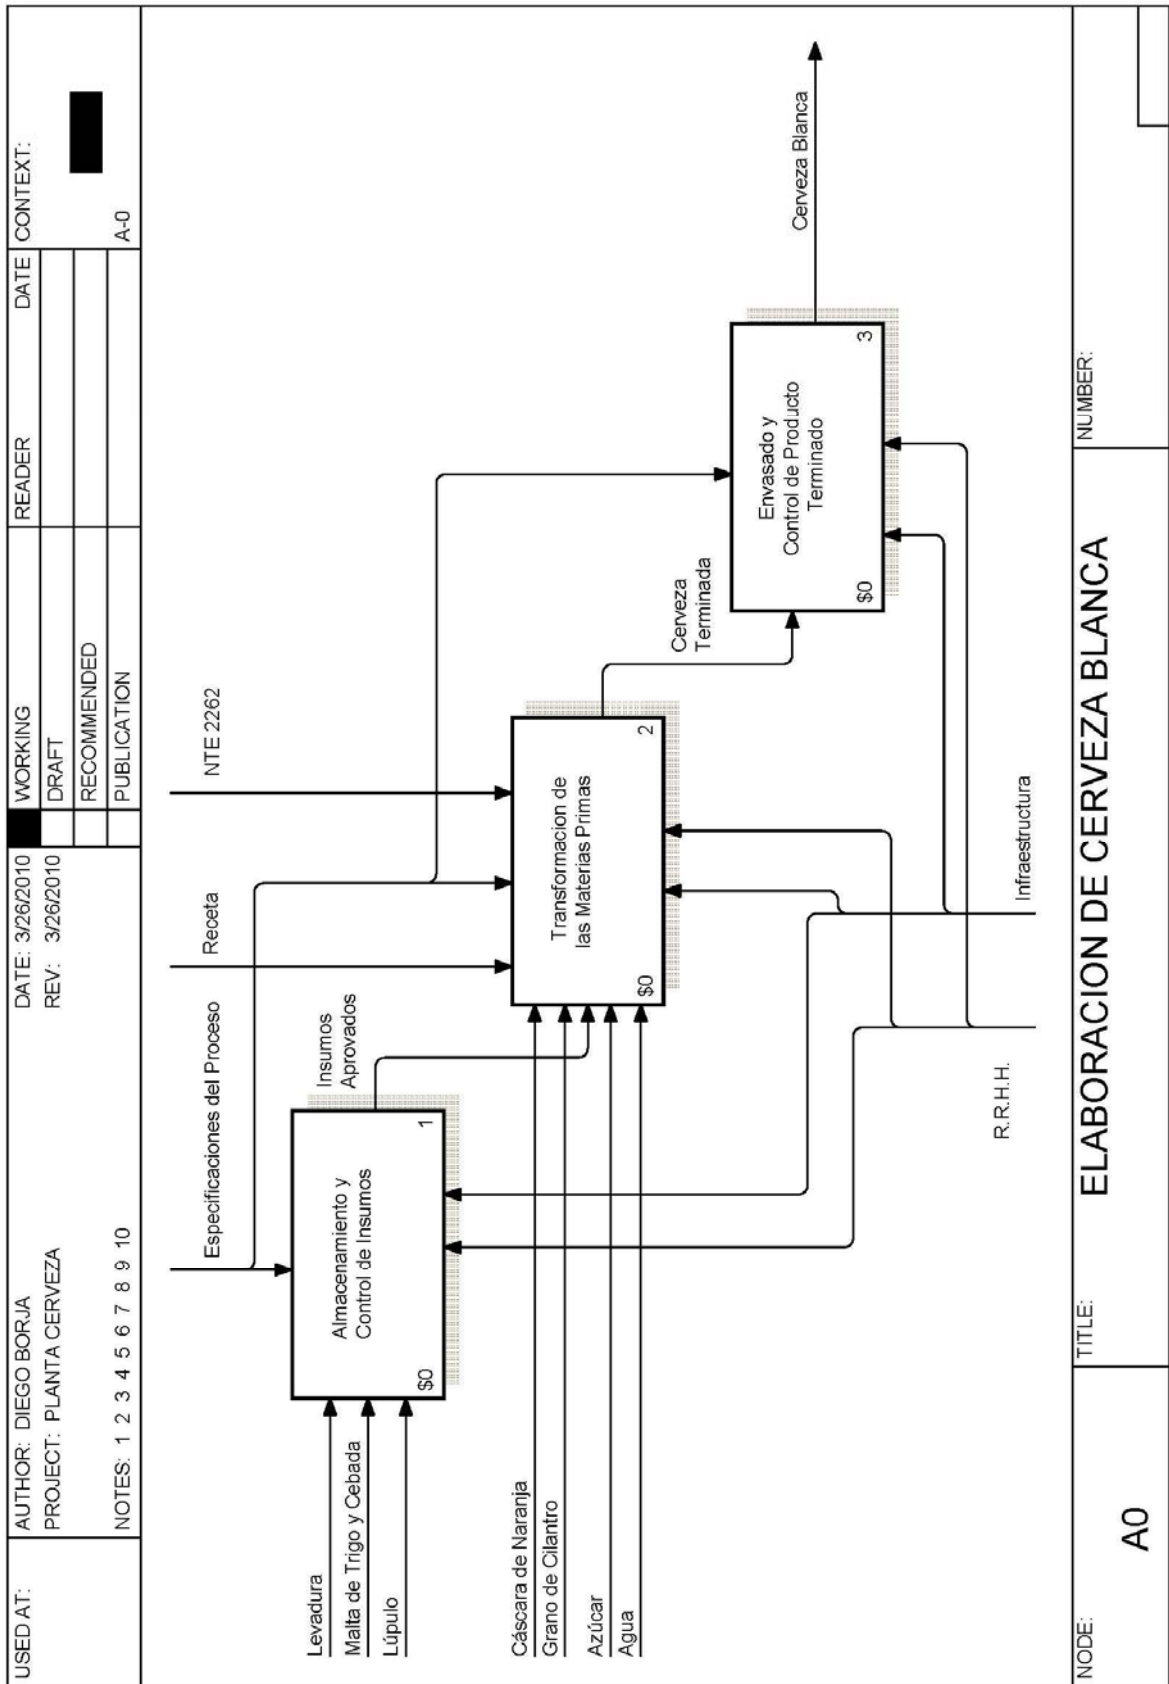 USED AT:
AUTHOR: DIEGO BORJA
PROJECT: PLANTA CERVEZA
NOTES: 1 2 3 4 5 6 7 8 9 10
DATE: 3/26/2010
REV: 3/26/2010
WORKING
DRAFT
RECOMMENDED
PUBLICATION
READER
DATE
CONTEXT:
A-0
Especificaciones del Proceso
Receta
NTE 2262
Levadura
Malta de Trigo y Cebada
Lúpulo
Almacenamiento y
Control de Insumos
$0
1
Insumos
Aprovados
Cáscara de Naranja
Grano de Cilantro
Azúcar
Agua
Transformacion de
las Materias Primas
$0
2
Cerveza
Terminada
Envasado y
Control de Producto
Terminado
$0
3
Cerveza Blanca
R.R.H.H.
Infraestructura
NODE:
A0
TITLE:
ELABORACION DE CERVEZA BLANCA
NUMBER: